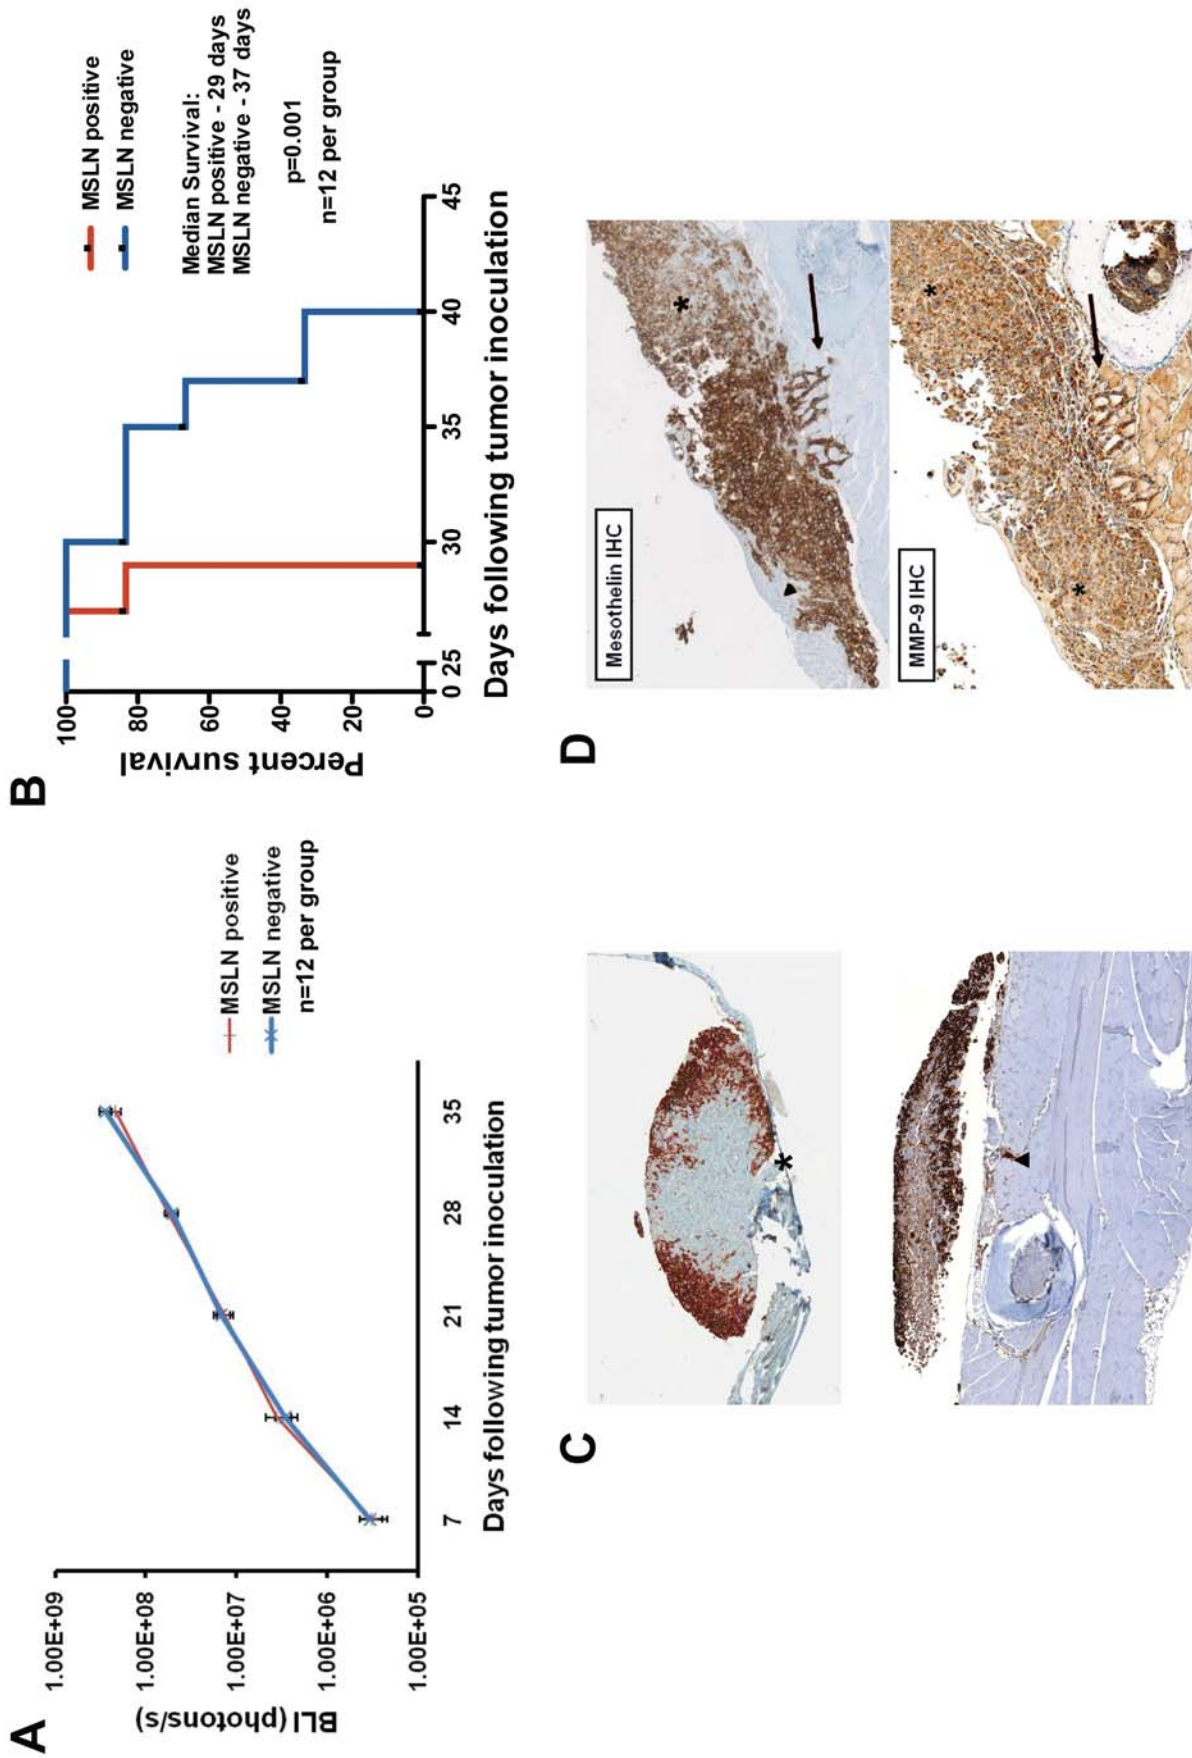 A
1.00E+09
1.00E+08
1.00E+07
1.00E+06
1.00E+05
BLI (photons/s)
7
14
21
28
35
Days following tumor inoculation
MSLN positive
MSLN negative
n=12 per group
B
100
80
60
40
20
0
Percent survival
0
25
30
35
40
45
Days following tumor inoculation
MSLN positive
MSLN negative
Median Survival:
MSLN positive - 29 days
MSLN negative - 37 days
p=0.001
n=12 per group
C
*
D
Mesothelin IHC
*
MMP-9 IHC
*
*